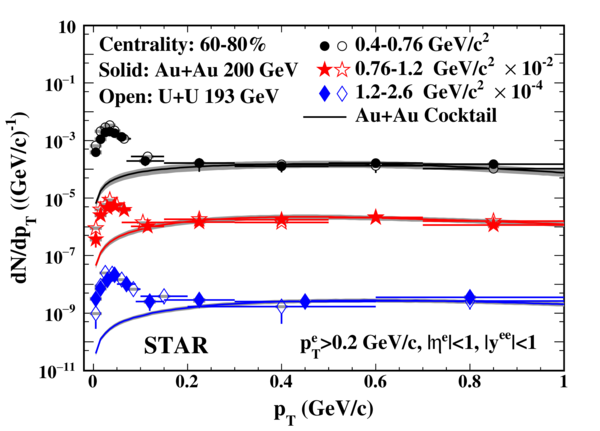 10
Centrality: 60-80%
0.4-0.76 GeV/c²
Solid: Au+Au 200 GeV
0.76-1.2 GeV/c² × 10⁻²
10⁻¹
Open: U+U 193 GeV
1.2-2.6 GeV/c² × 10⁻⁴
Au+Au Cocktail
10⁻³
10⁻⁵
10⁻⁷
10⁻⁹
10⁻¹¹
dN/dp_T ((GeV/c)⁻¹)
STAR
p_T^e>0.2 GeV/c, |η^e|<1, |y^ee|<1
0 0.2 0.4 0.6 0.8 1
p_T (GeV/c)